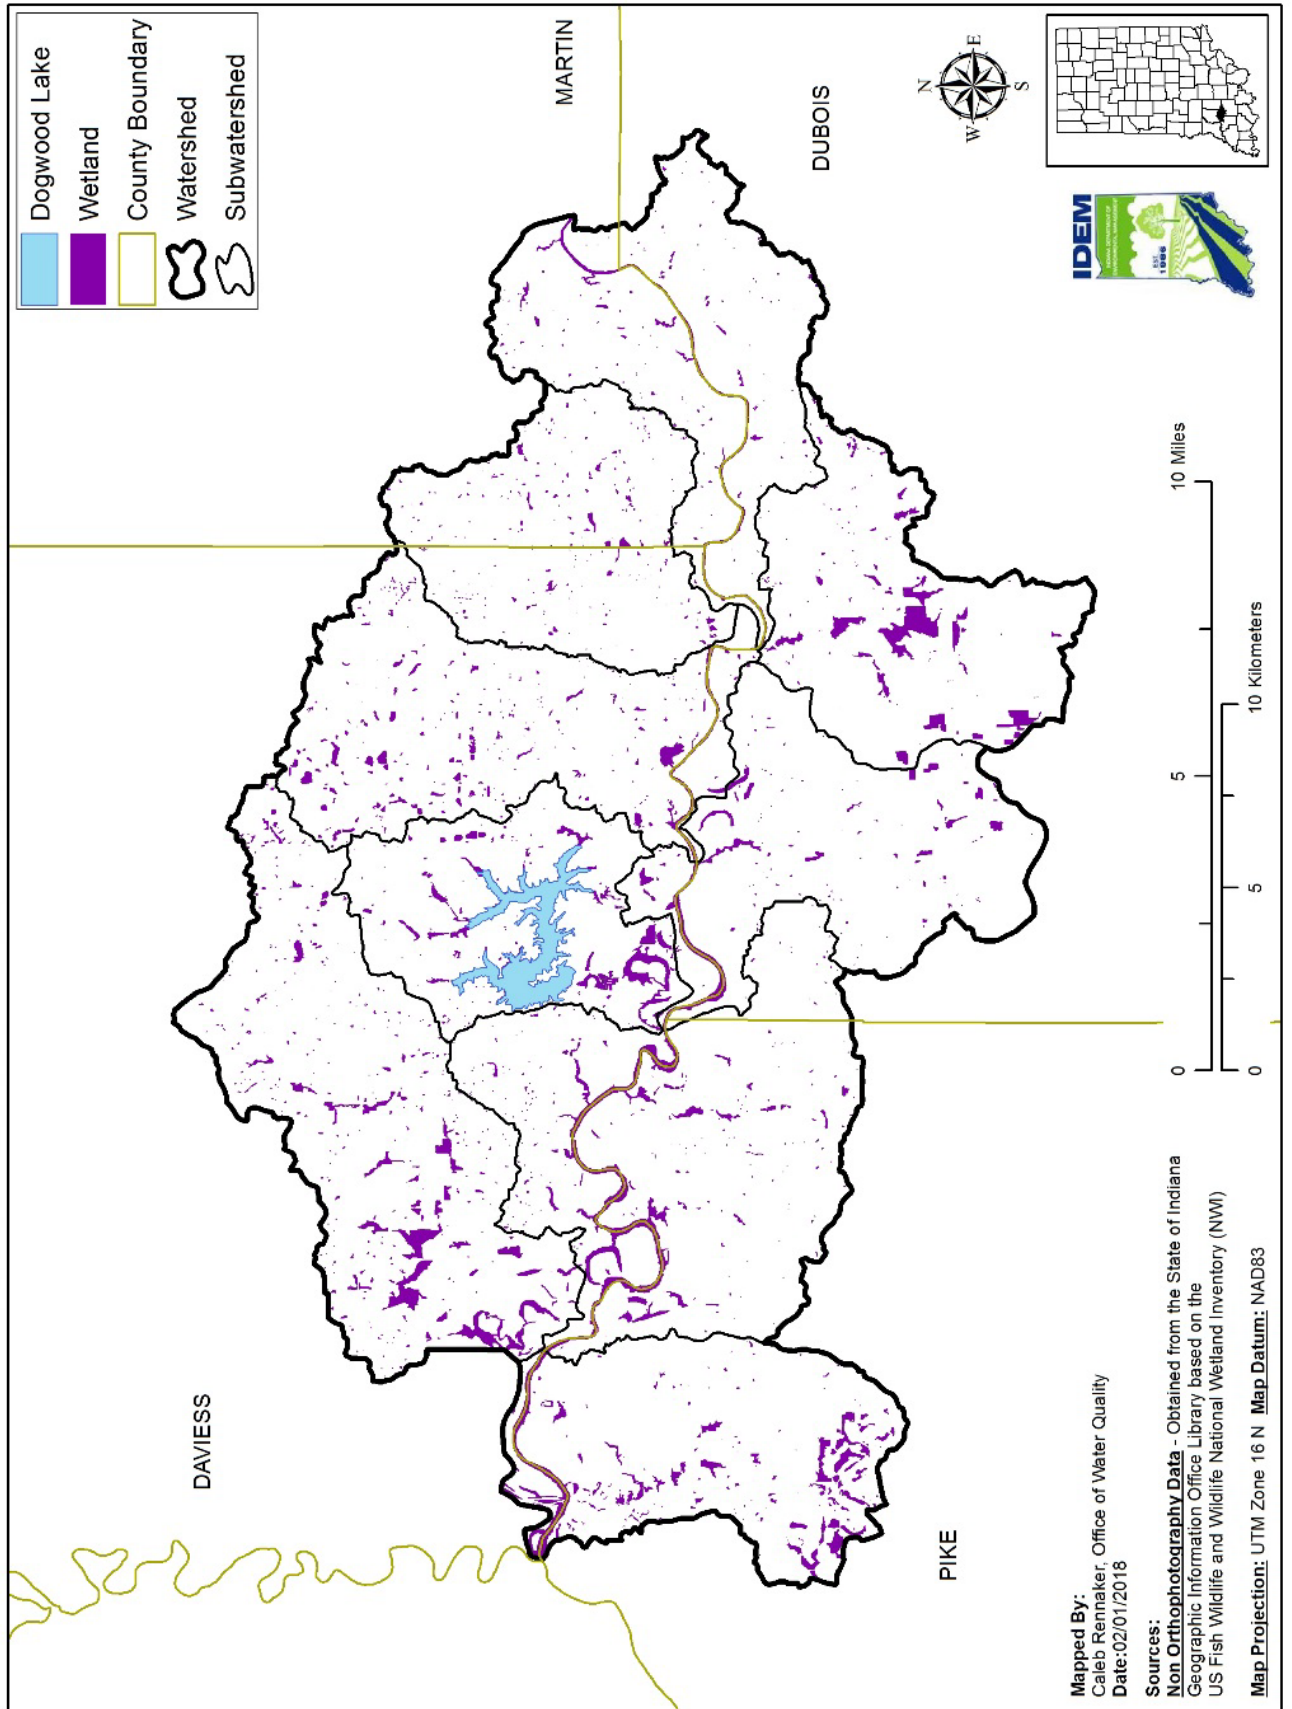 Dogwood Lake
Wetland
County Boundary
Watershed
Subwatershed
MARTIN
DUBOIS
DAVIESS
PIKE
N
W
E
S
IDEM
EST.
1986
0
5
10 Miles
0
5
10 Kilometers
Mapped By:
Caleb Rennaker, Office of Water Quality
Date:02/01/2018
Sources:
Non Orthophotography Data - Obtained from the State of Indiana
Geographic Information Office Library based on the
US Fish Wildlife and Wildlife National Wetland Inventory (NWI)
Map Projection: UTM Zone 16 N Map Datum: NAD83